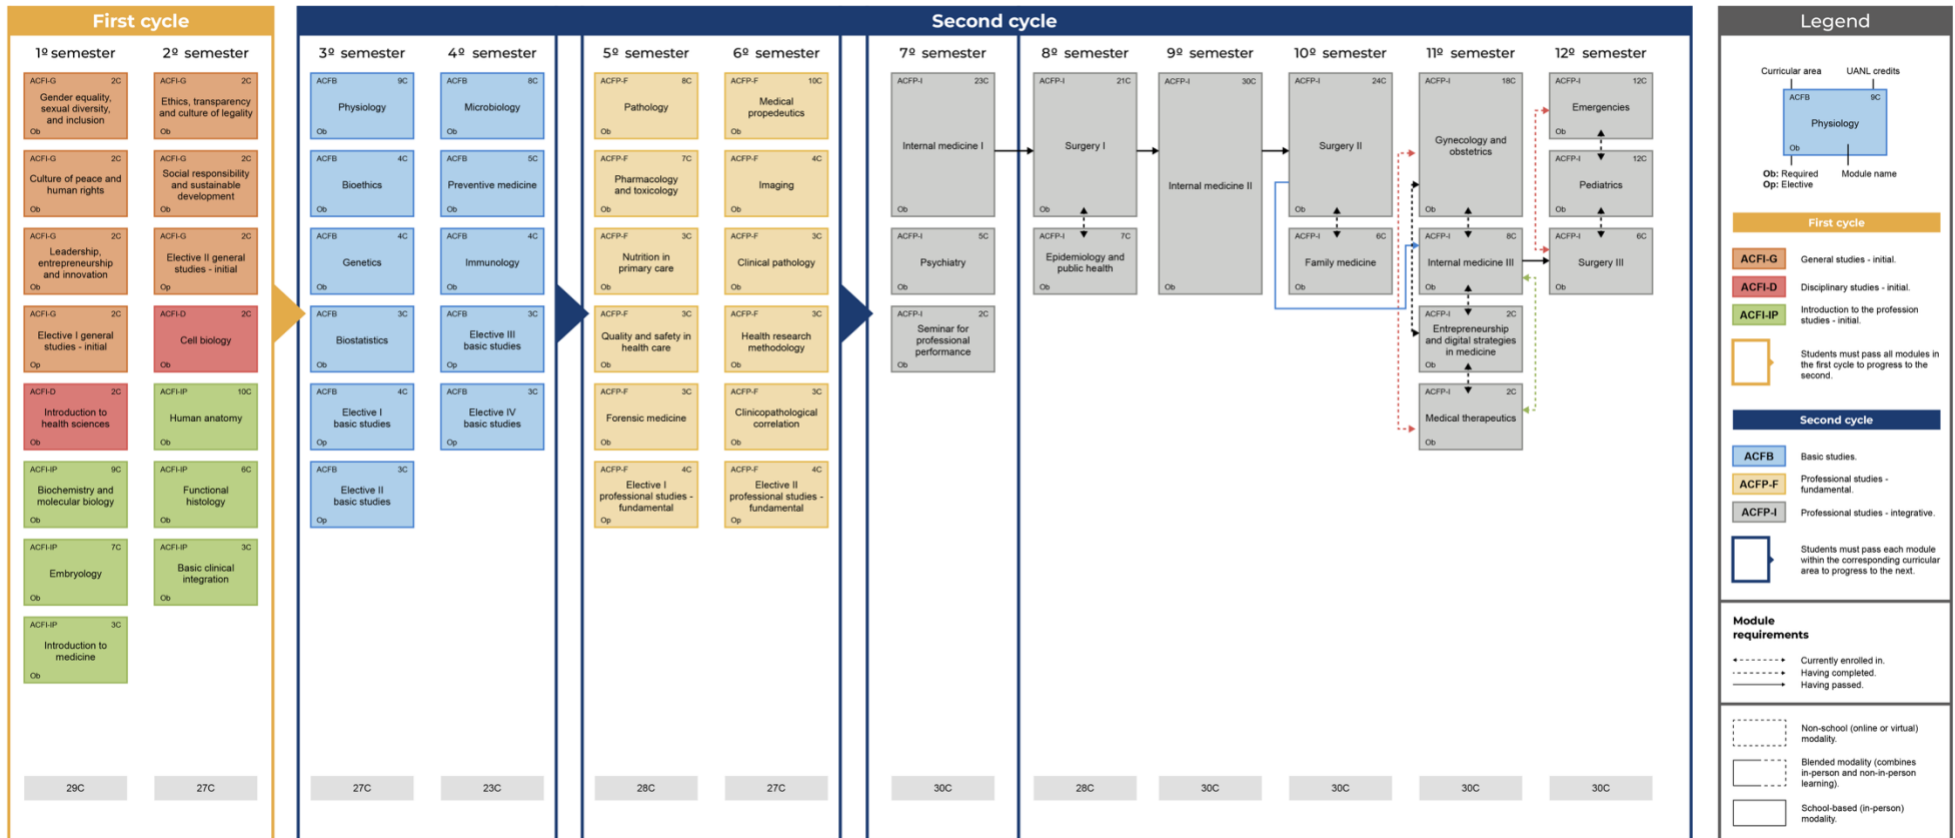 First cycle
1º semester
ACFI-G 2C
Gender equality,
sexual diversity,
and inclusion
Ob
ACFI-G 2C
Culture of peace and
human rights
Ob
ACFI-G 2C
Leadership,
entrepreneurship
and innovation
Ob
ACFI-G 2C
Elective I general
studies - initial
Op
ACFI-D 2C
Introduction to
health sciences
Ob
ACFI-IP 9C
Biochemistry and
molecular biology
Ob
ACFI-IP 7C
Embryology
Ob
ACFI-IP 3C
Introduction to
medicine
Ob
29C
2º semester
ACFI-G 2C
Ethics, transparency
and culture of legality
Ob
ACFI-G 2C
Social responsibility
and sustainable
development
Ob
ACFI-G 2C
Elective II general
studies - initial
Op
ACFI-D 2C
Cell biology
Ob
ACFI-IP 10C
Human anatomy
Ob
ACFI-IP 6C
Functional
histology
Ob
ACFI-IP 3C
Basic clinical
integration
Ob
27C
Second cycle
3º semester
ACFB 9C
Physiology
Ob
ACFB 4C
Bioethics
Ob
ACFB 4C
Genetics
Ob
ACFB 3C
Biostatistics
Ob
ACFB 4C
Elective I
basic studies
Op
ACFB 3C
Elective II
basic studies
Op
27C
4º semester
ACFB 8C
Microbiology
Ob
ACFB 5C
Preventive medicine
Ob
ACFB 4C
Immunology
Ob
ACFB 3C
Elective III
basic studies
Op
ACFB 3C
Elective IV
basic studies
Op
23C
5º semester
ACFP-F 8C
Pathology
Ob
ACFP-F 7C
Pharmacology
and toxicology
Ob
ACFP-F 3C
Nutrition in
primary care
Ob
ACFP-F 3C
Quality and safety in
health care
Ob
ACFP-F 3C
Forensic medicine
Ob
ACFP-F 4C
Elective I
professional studies -
fundamental
Op
28C
6º semester
ACFP-F 10C
Medical
propedeutics
Ob
ACFP-F 4C
Imaging
Ob
ACFP-F 3C
Clinical pathology
Ob
ACFP-F 3C
Health research
methodology
Ob
ACFP-F 3C
Clinicopathological
correlation
Ob
ACFP-F 4C
Elective II
professional studies -
fundamental
Op
27C
7º semester
ACFP-I 23C
Internal medicine I
Ob
ACFP-I 5C
Psychiatry
Ob
ACFP-I 2C
Seminar for
professional
performance
Ob
30C
8º semester
ACFP-I 21C
Surgery I
Ob
ACFP-I 7C
Epidemiology and
public health
Ob
28C
9º semester
ACFP-I 30C
Internal medicine II
Ob
30C
10º semester
ACFP-I 24C
Surgery II
Ob
ACFP-I 6C
Family medicine
Ob
30C
11º semester
ACFP-I 18C
Gynecology and
obstetrics
Ob
ACFP-I 8C
Internal medicine III
Ob
ACFP-I 2C
Entrepreneurship
and digital strategies
in medicine
Ob
ACFP-I 2C
Medical therapeutics
Ob
30C
12º semester
ACFP-I 12C
Emergencies
Ob
ACFP-I 12C
Pediatrics
Ob
ACFP-I 6C
Surgery III
Ob
30C
Legend
Curricular area UANL credits
ACFB 9C
Physiology
Ob
Ob: Required
Op: Elective
Module name
First cycle
ACFI-G General studies - initial.
ACFI-D Disciplinary studies - initial.
ACFI-IP Introduction to the profession
studies - initial.
Students must pass all modules in
the first cycle to progress to the
second.
Second cycle
ACFB Basic studies.
ACFP-F Professional studies -
fundamental.
ACFP-I Professional studies - integrative.
Students must pass each module
within the corresponding curricular
area to progress to the next.
Module
requirements
Currently enrolled in.
Having completed.
Having passed.
Non-school (online or virtual)
modality.
Blended modality (combines
in-person and non-in-person
learning).
School-based (in-person)
modality.